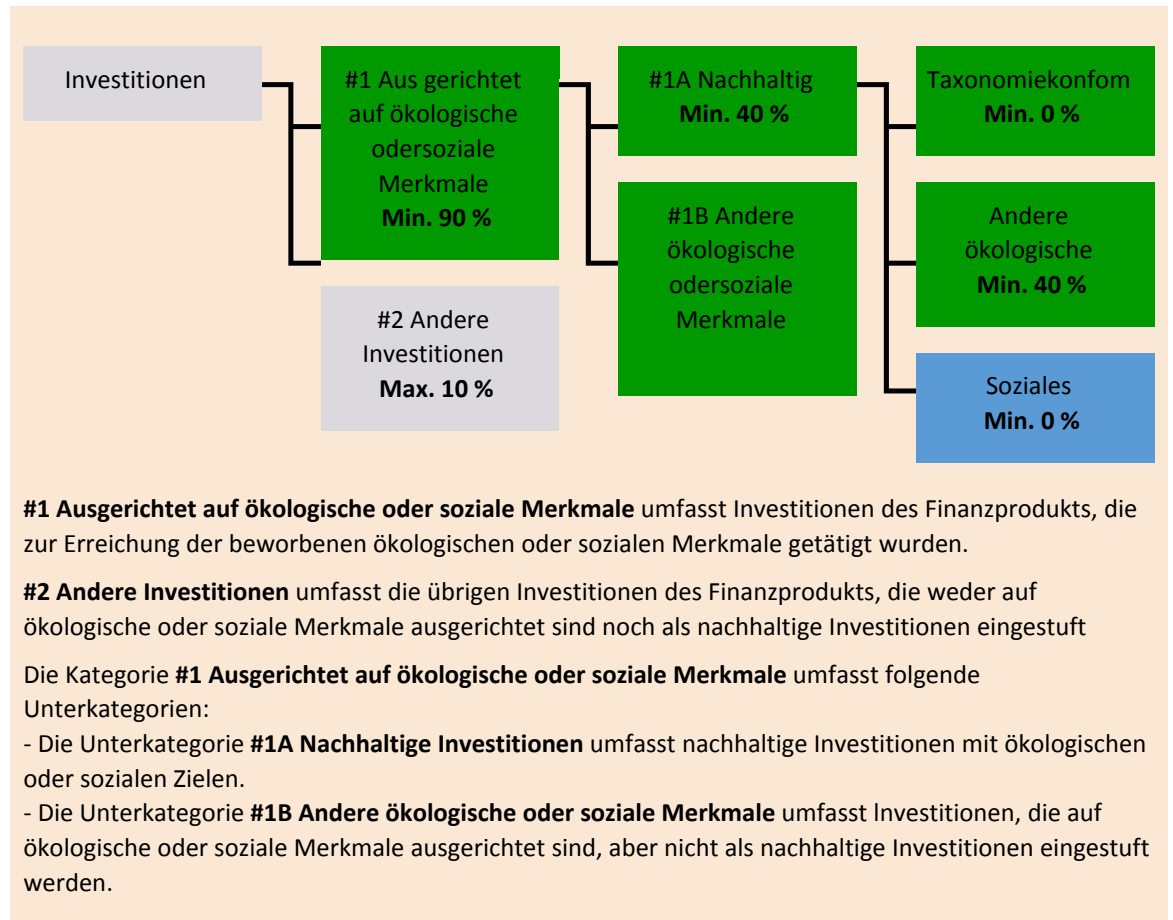 Investitionen
#1 Aus gerichtet
auf ökologische
odersoziale
Merkmale
Min. 90 %
#2 Andere
Investitionen
Max. 10 %
#1A Nachhaltig
Min. 40 %
#1B Andere
ökologische
odersoziale
Merkmale
Taxonomiekonfom
Min. 0 %
Andere
ökologische
Min. 40 %
Soziales
Min. 0 %
#1 Ausgerichtet auf ökologische oder soziale Merkmale umfasst Investitionen des Finanzprodukts, die
zur Erreichung der beworbenen ökologischen oder sozialen Merkmale getätigt wurden.
#2 Andere Investitionen umfasst die übrigen Investitionen des Finanzprodukts, die weder auf
ökologische oder soziale Merkmale ausgerichtet sind noch als nachhaltige Investitionen eingestuft
Die Kategorie #1 Ausgerichtet auf ökologische oder soziale Merkmale umfasst folgende
Unterkategorien:
- Die Unterkategorie #1A Nachhaltige Investitionen umfasst nachhaltige Investitionen mit ökologischen
oder sozialen Zielen.
- Die Unterkategorie #1B Andere ökologische oder soziale Merkmale umfasst lnvestitionen, die auf
ökologische oder soziale Merkmale ausgerichtet sind, aber nicht als nachhaltige Investitionen eingestuft
werden.